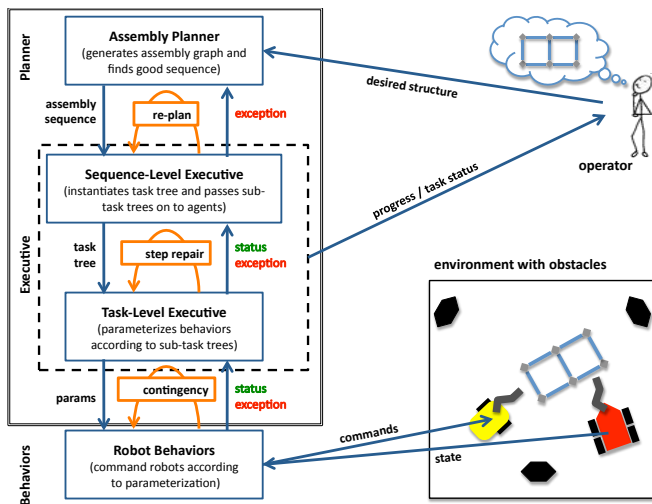 Planner
Assembly Planner
(generates assembly graph and
finds good sequence)
desired structure
operator
assembly
sequence
re-plan
exception
Executive
Sequence-Level Executive
(instantiates task tree and passes sub-
task trees on to agents)
progress / task status
task
tree
step repair
status
exception
environment with obstacles
Task-Level Executive
(parameterizes behaviors
according to sub-task trees)
params
contingency
status
exception
commands
state
Behaviors
Robot Behaviors
(command robots according
to parameterization)